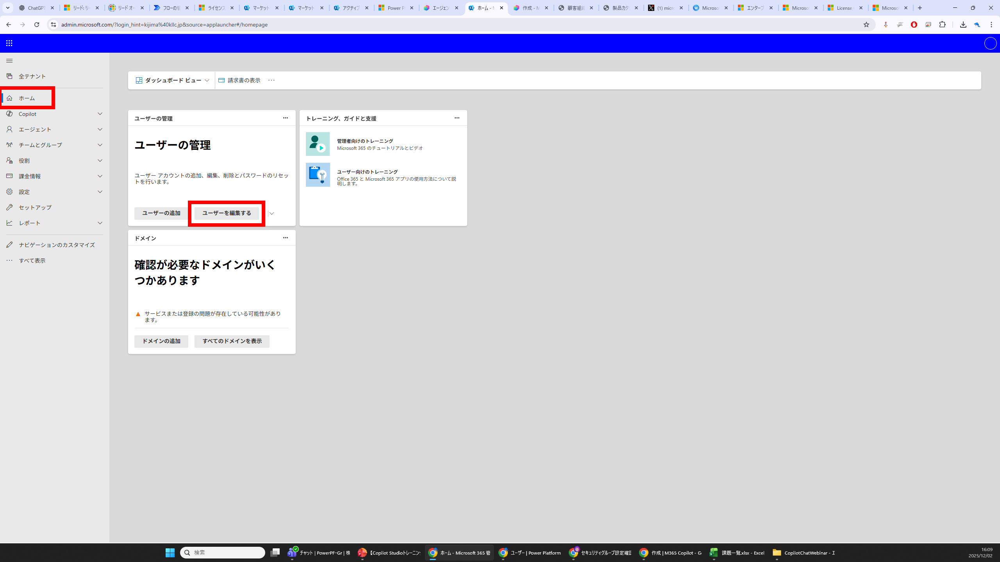 ChatGPT
リード: リー
リード オー
フローの管
ライセンス
マーケット
マーケット
アクティブ
Power P
エージェン
ホーム - M
作成 - M
顧客組織
製品カタ
(1) micr
Microso
エンタープ
Microso
License
Microso
admin.microsoft.com/?login_hint=kijima%40kllc.jp&source=applauncher#/homepage
全テナント
ホーム
Copilot
エージェント
チームとグループ
役割
課金情報
設定
セットアップ
レポート
ナビゲーションのカスタマイズ
すべて表示
ダッシュボード ビュー
請求書の表示
ユーザーの管理
ユーザーの管理
ユーザー アカウントの追加、編集、削除とパスワードのリセッ
トを行います。
ユーザーの追加
ユーザーを編集する
トレーニング、ガイドと支援
管理者向けのトレーニング
Microsoft 365 のチュートリアルとビデオ
ユーザー向けのトレーニング
Office 365 と Microsoft 365 アプリの使用方法について説
明します。
ドメイン
確認が必要なドメインがいく
つかあります
サービスまたは登録の問題が存在している可能性があり
ます。
ドメインの追加
すべてのドメインを表示
検索
チャット | PowerPF-Gr | 株
【Copilot Studioトレーニン
ホーム - Microsoft 365 管
ユーザー | Power Platform
セキュリティグループ設定確認
作成 | M365 Copilot - Go
課題一覧.xlsx - Excel
CopilotChatWebinar - エ
16:09
2025/12/02